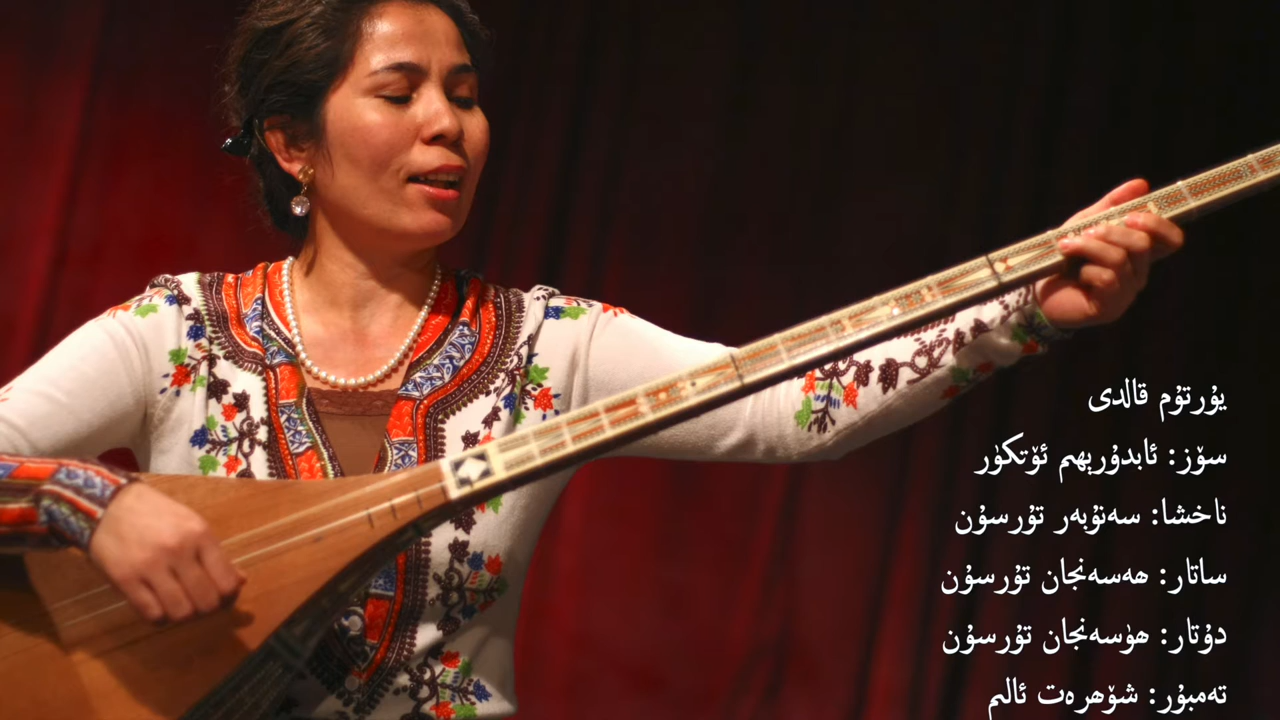 يۇرتۇم قالدى
سۆز: ئابدۇرېھىم ئۆتكۈر
ناخشا: سەنۇبەر تۇرسۇن
ساتار: ھەسەنجان تۇرسۇن
دۇتار: ھۈسەنجان تۇرسۇن
تەمبۇر: شۆھرەت ئالىم